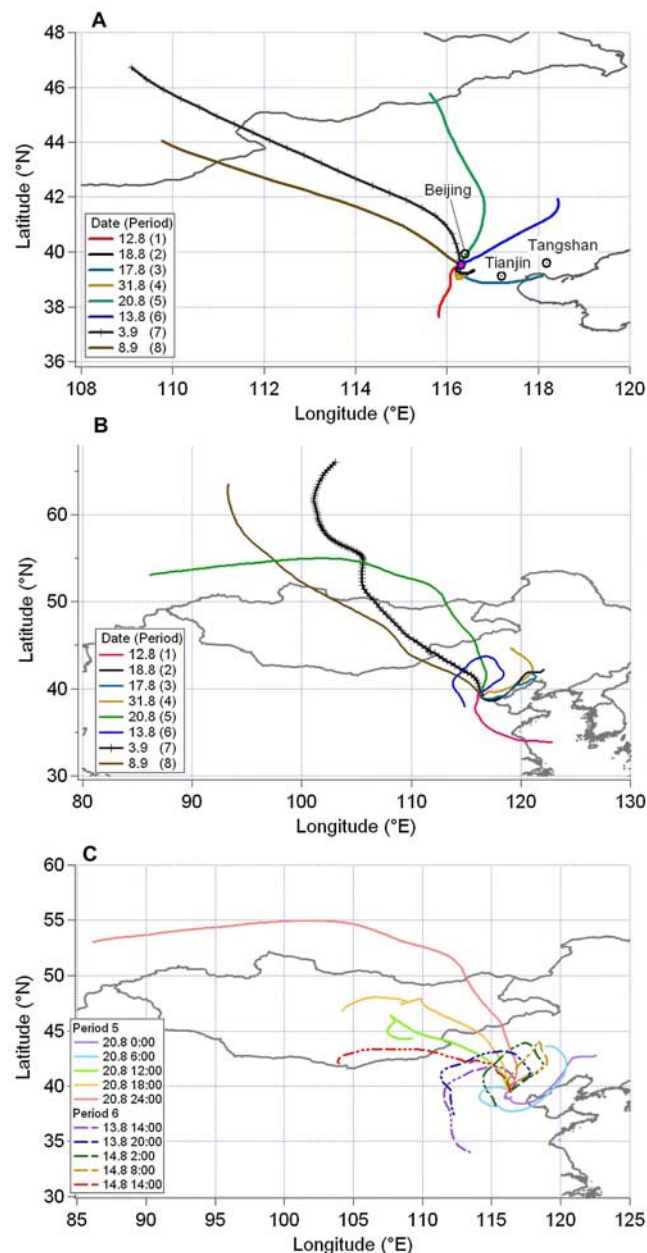 A
48
46
44
42
40
38
36
Latitude (°N)
Beijing
Tangshan
Tianjin
Date (Period)
12.8 (1)
18.8 (2)
17.8 (3)
31.8 (4)
20.8 (5)
13.8 (6)
3.9 (7)
8.9 (8)
108 110 112 114 116 118 120
Longitude (°E)
B
60
50
40
30
Latitude (°N)
Date (Period)
12.8 (1)
18.8 (2)
17.8 (3)
31.8 (4)
20.8 (5)
13.8 (6)
3.9 (7)
8.9 (8)
80 90 100 110 120 130
Longitude (°E)
C
60
55
50
45
40
35
30
Latitude (°N)
Period 5
20.8 0:00
20.8 6:00
20.8 12:00
20.8 18:00
20.8 24:00
Period 6
13.8 14:00
13.8 20:00
14.8 2:00
14.8 8:00
14.8 14:00
85 90 95 100 105 110 115 120 125
Longitude (°E)